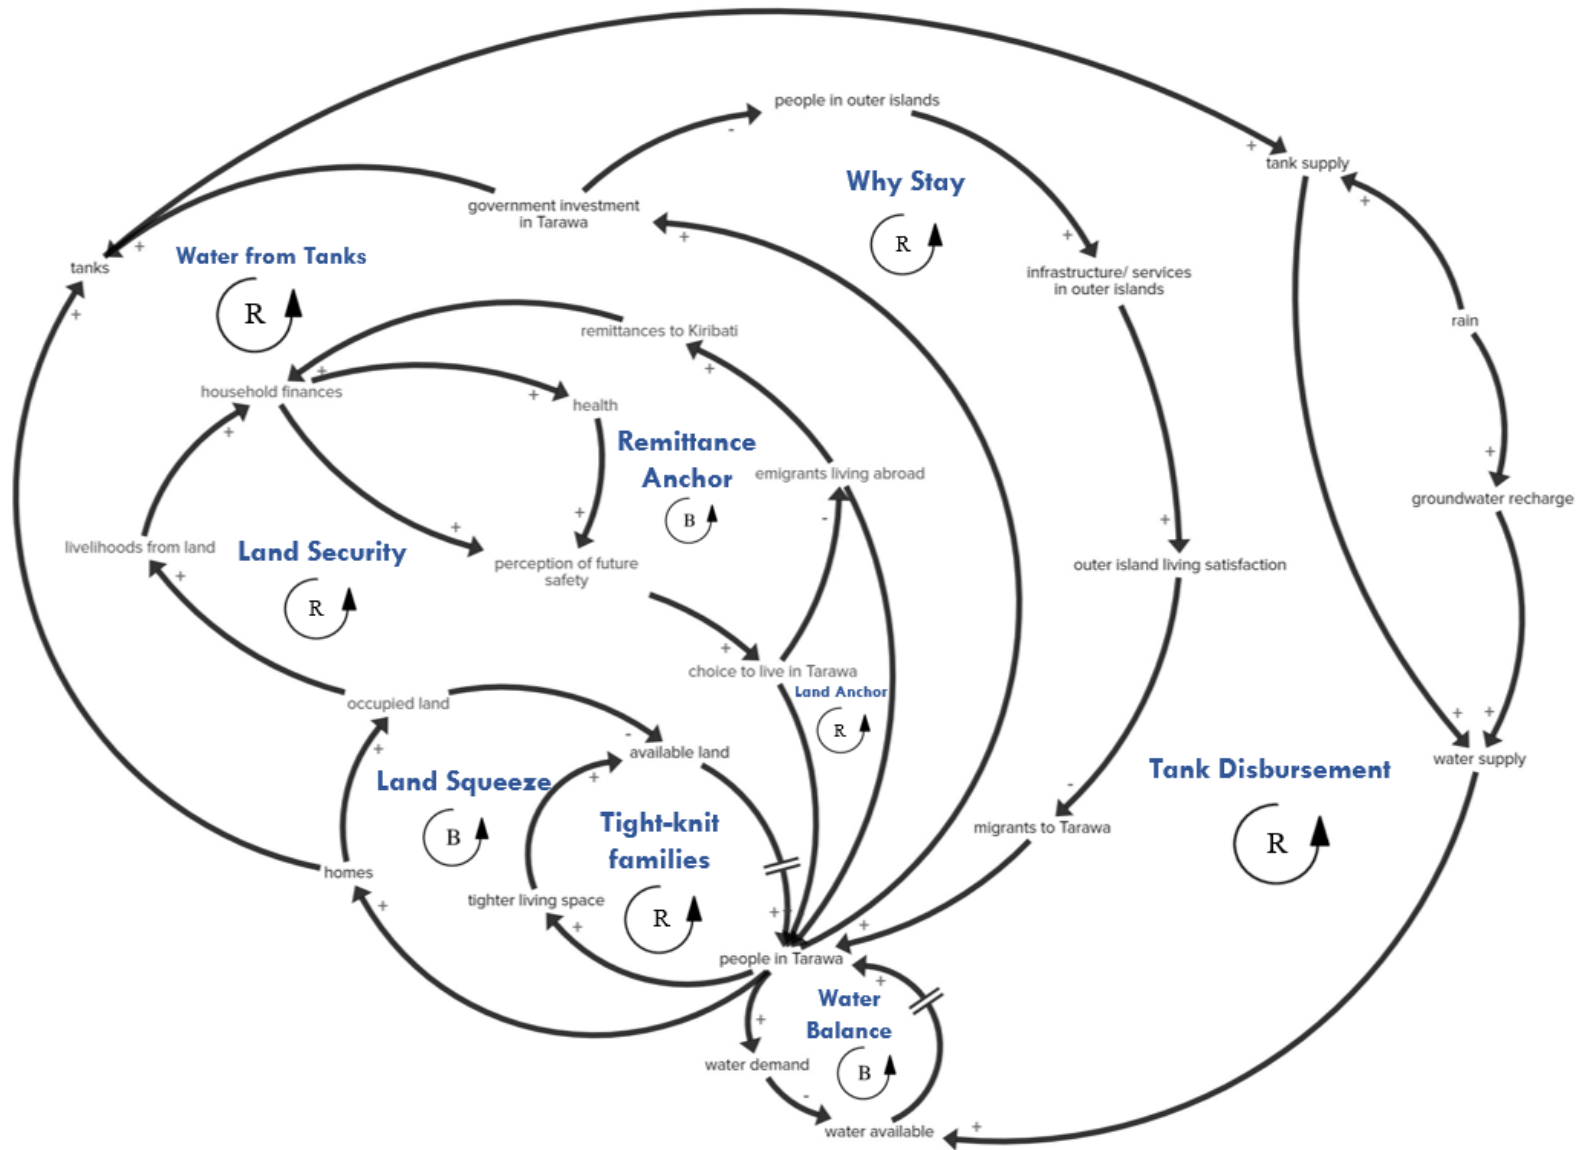 people in outer islands
+
tank supply
-
+
Why Stay
government investment
in Tarawa
+
+
+
Water from Tanks
R
infrastructure/ services
in outer islands
tanks
+
R
remittances to Kiribati
rain
+
+
household finances
+
health
+
Remittance
Anchor
emigrants living abroad
+
+
groundwater recharge
B
-
+
+
+
livelihoods from land
Land Security
perception of future
safety
outer island living satisfaction
+
R
+
choice to live in Tarawa
Land Anchor
occupied land
R
+
+
-
+
available land
water supply
Tank Disbursement
+
Land Squeeze
-
Tight-knit
families
migrants to Tarawa
B
R
homes
tighter living space
R
+
+
+
+
people in Tarawa
+
Water
Balance
+
water demand
B
-
water available
+